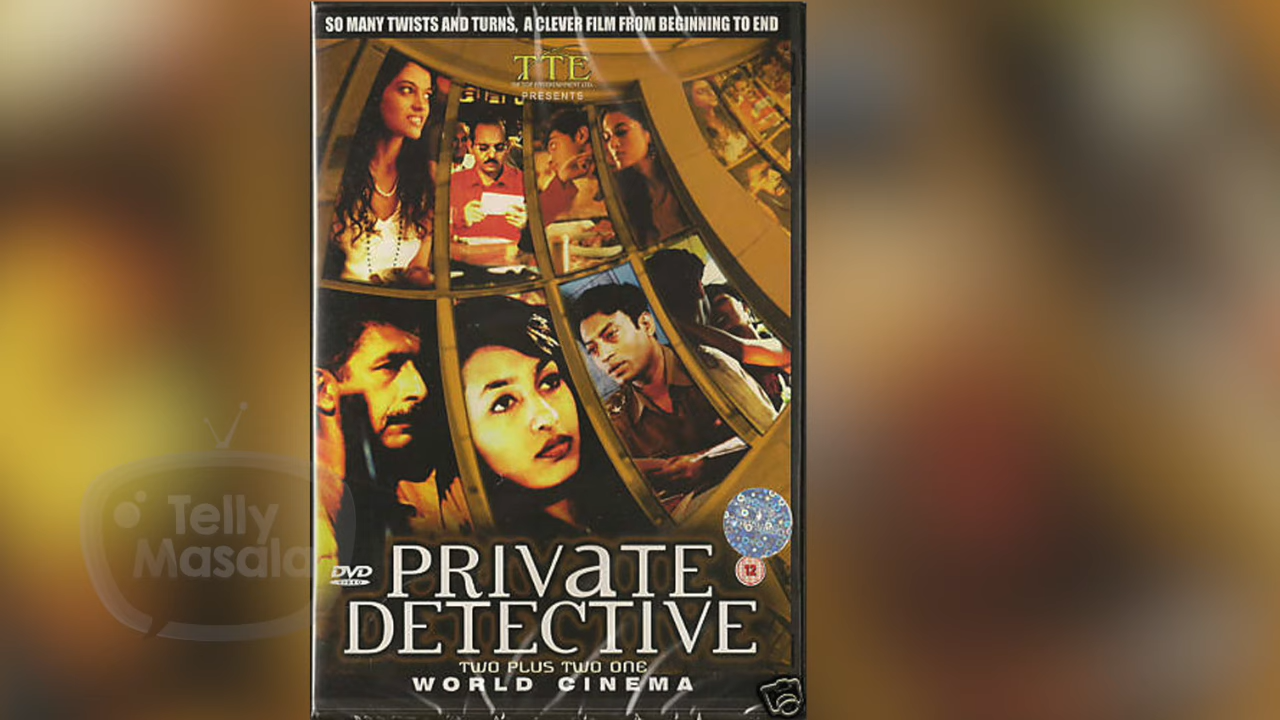 SO MANY TWISTS AND TURNS, A CLEVER FILM FROM BEGINNING TO END
TTE
PRESENTS
Telly
Masala
DVD
VIDEO
12
PRIVaTE
DETECTIVE
TWO PLUS TWO ONE
WORLD CINEMA